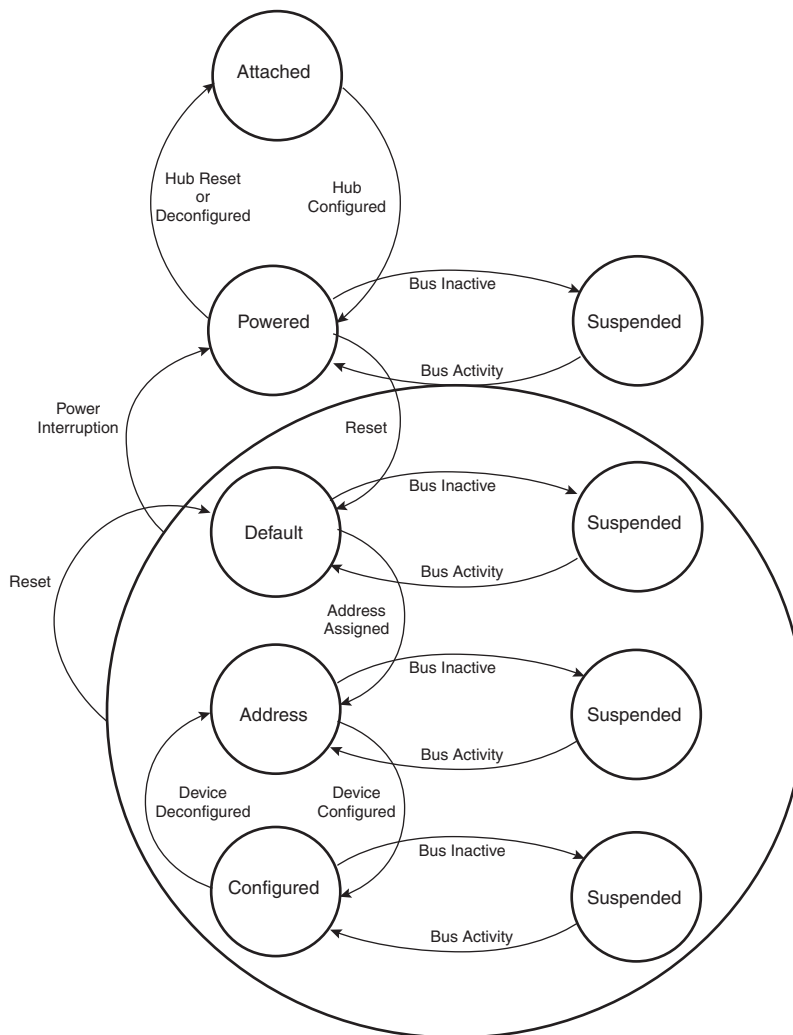 Attached
Hub Reset
or
Deconfigured
Hub
Configured
Bus Inactive
Powered
Suspended
Bus Activity
Power
Interruption
Reset
Bus Inactive
Default
Suspended
Bus Activity
Reset
Address
Assigned
Bus Inactive
Address
Suspended
Bus Activity
Device
Deconfigured
Device
Configured
Bus Inactive
Configured
Suspended
Bus Activity